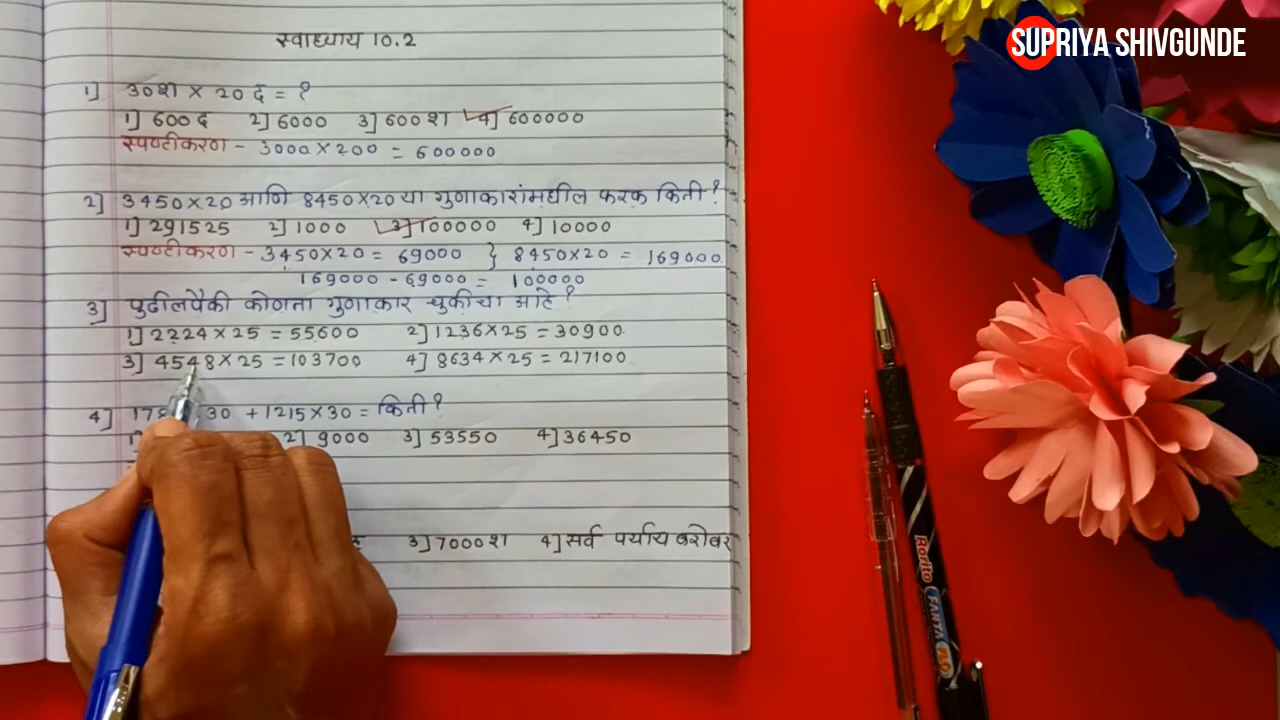 SUPRIYA SHIVGUNDE
स्वाध्याय 10.2
1] 30श × 20द = ?
1] 600द 2] 6000 3] 600श 4] 600000
स्पष्टीकरण - 3000 × 200 = 600000
2] 3450×20 आणि 8450×20 या गुणाकारांमधील फरक किती?
1] 291525 2] 1000 3] 100000 4] 10000
स्पष्टीकरण - 3450×20 = 69000 } 8450×20 = 169000
169000 - 69000 = 100000
3] पुढीलपैकी कोणता गुणाकार चुकीचा आहे?
1] 2224 × 25 = 55600 2] 1236×25 = 30900
3] 4548×25 = 103700 4] 8634 × 25 = 217100
4] 30 + 1215×30 = किती?
2] 9000 3] 53550 4] 36450
3] 7000श 4] सर्व पर्याय बरोबर
Rorito FANTA FLO